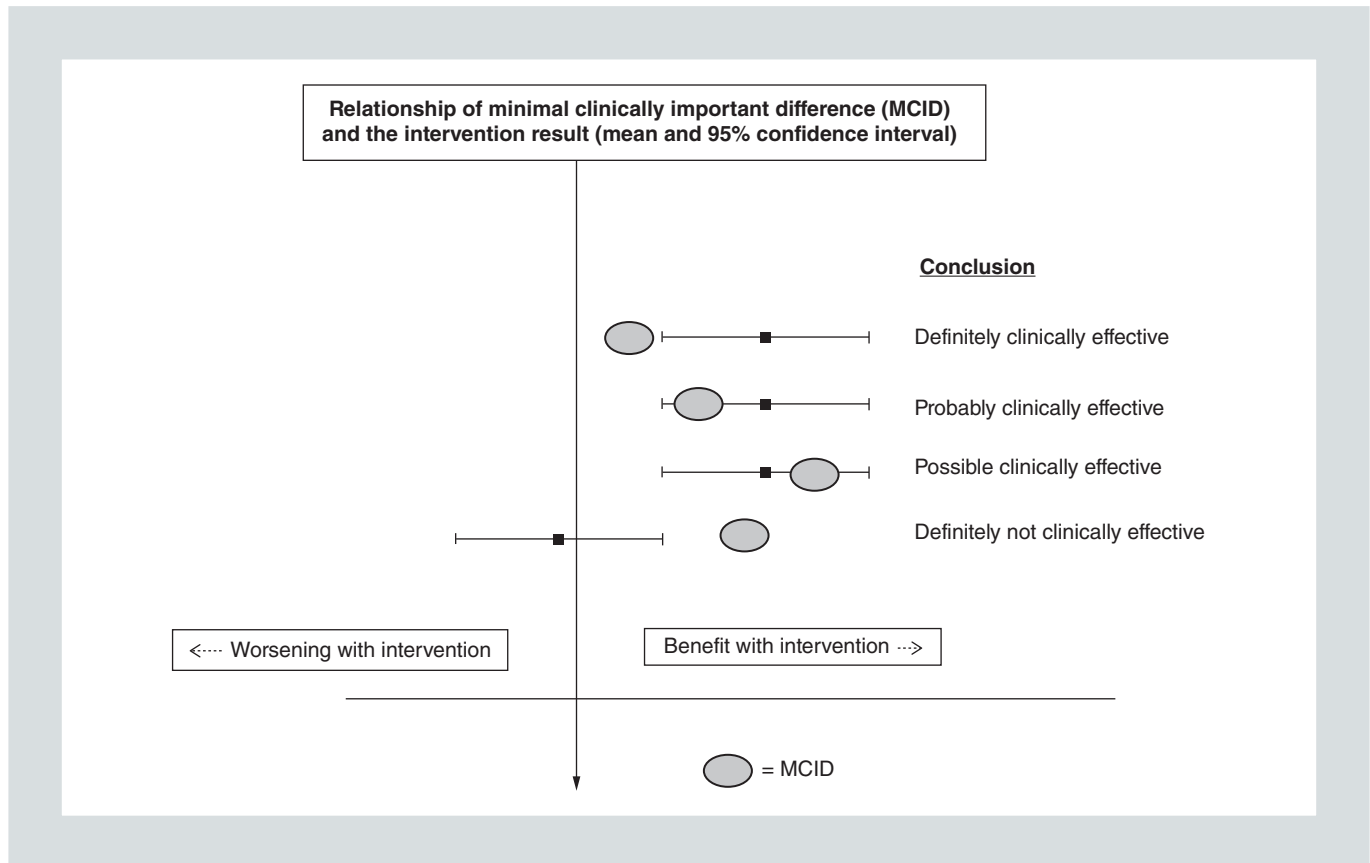 Relationship of minimal clinically important difference (MCID)
and the intervention result (mean and 95% confidence interval)
Conclusion
Definitely clinically effective
Probably clinically effective
Possible clinically effective
Definitely not clinically effective
Worsening with intervention
Benefit with intervention
= MCID